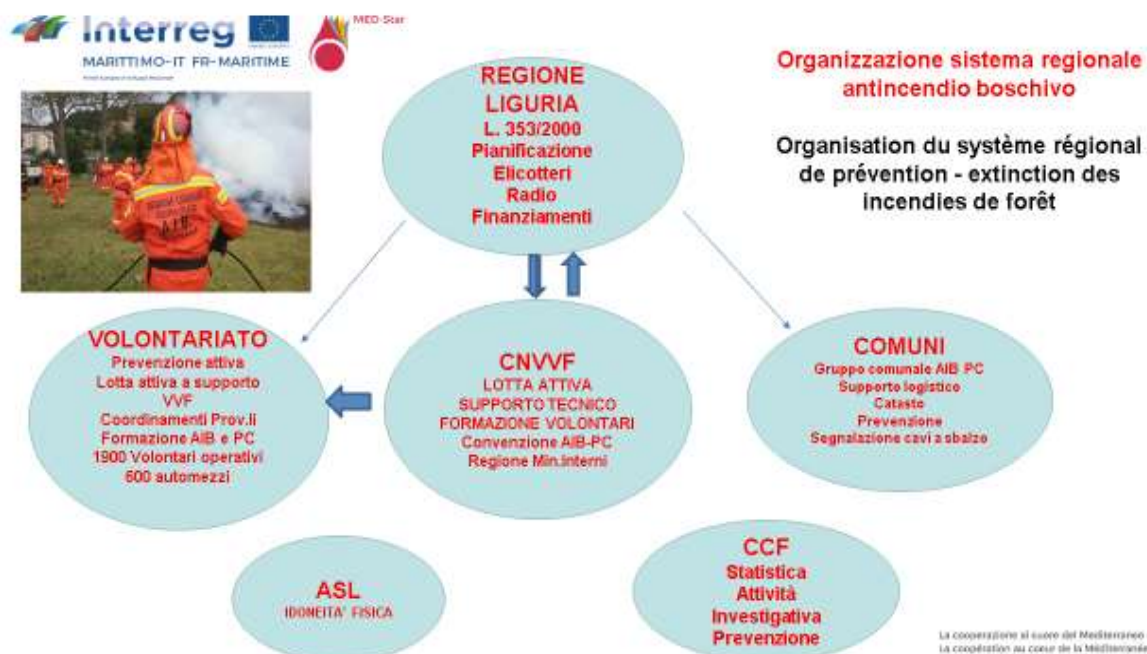 Interreg
MARITTIMO-IT FR-MARITIME
MED-Star
Organizzazione sistema regionale
antincendio boschivo
Organisation du système régional
de prévention - extinction des
incendies de forêt
REGIONE
LIGURIA
L. 353/2000
Pianificazione
Elicotteri
Radio
Finanziamenti
A.I.B.
VOLONTARIATO
Prevenzione attiva
Lotta attiva a supporto
VVF
Coordinamenti Prov.li
Formazione AIB e PC
1900 Volontari operativi
600 automezzi
CNVVF
LOTTA ATTIVA
SUPPORTO TECNICO
FORMAZIONE VOLONTARI
Convenzione AIB-PC
Regione Min.Interni
COMUNI
Gruppo comunale AIB PC
Supporto logistico
Catasto
Prevenzione
Segnalazione cavi a sbalzo
ASL
IDONEITA' FISICA
CCF
Statistica
Attività
Investigativa
Prevenzione
La cooperazione al cuore del Mediterraneo
La coopération au coeur de la Méditerranée